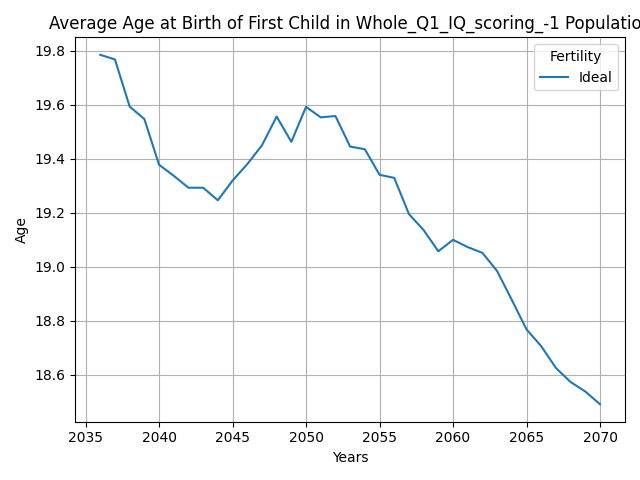 Average Age at Birth of First Child in Whole_Q1_IQ_scoring_-1 Populatio
Fertility
Ideal
19.8
19.6
19.4
19.2
19.0
18.8
18.6
Age
2035 2040 2045 2050 2055 2060 2065 2070
Years